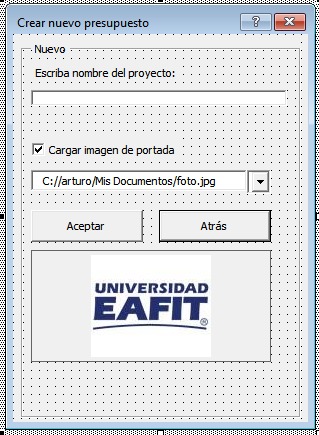 Crear nuevo presupuesto
Nuevo
Escriba nombre del proyecto:
Cargar imagen de portada
C://arturo/Mis Documentos/foto.jpg
Aceptar Atrás
UNIVERSIDAD
EAFIT®